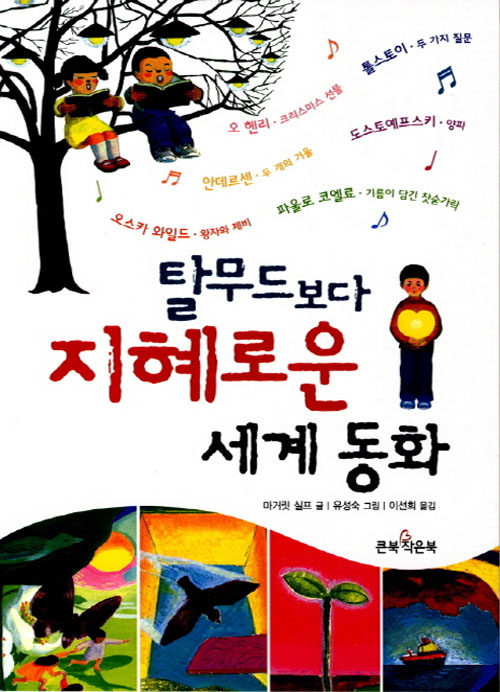 톨스토이 · 두 가지 질문
오 헨리 · 크리스마스 선물
도스토예프스키 · 양파
안데르센 · 두 개의 거울
파울로 코엘료 · 기름이 담긴 찻숟가락
오스카 와일드 · 왕자와 제비
탈무드보다
지혜로운
세계 동화
마거릿 실프 글 | 유성숙 그림 | 이선희 옮김
큰북 작은북